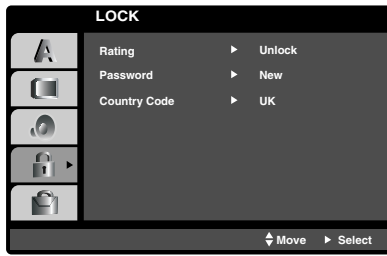 LOCK
A
Rating ▶ Unlock
Password ▶ New
Country Code ▶ UK
Move ▶ Select